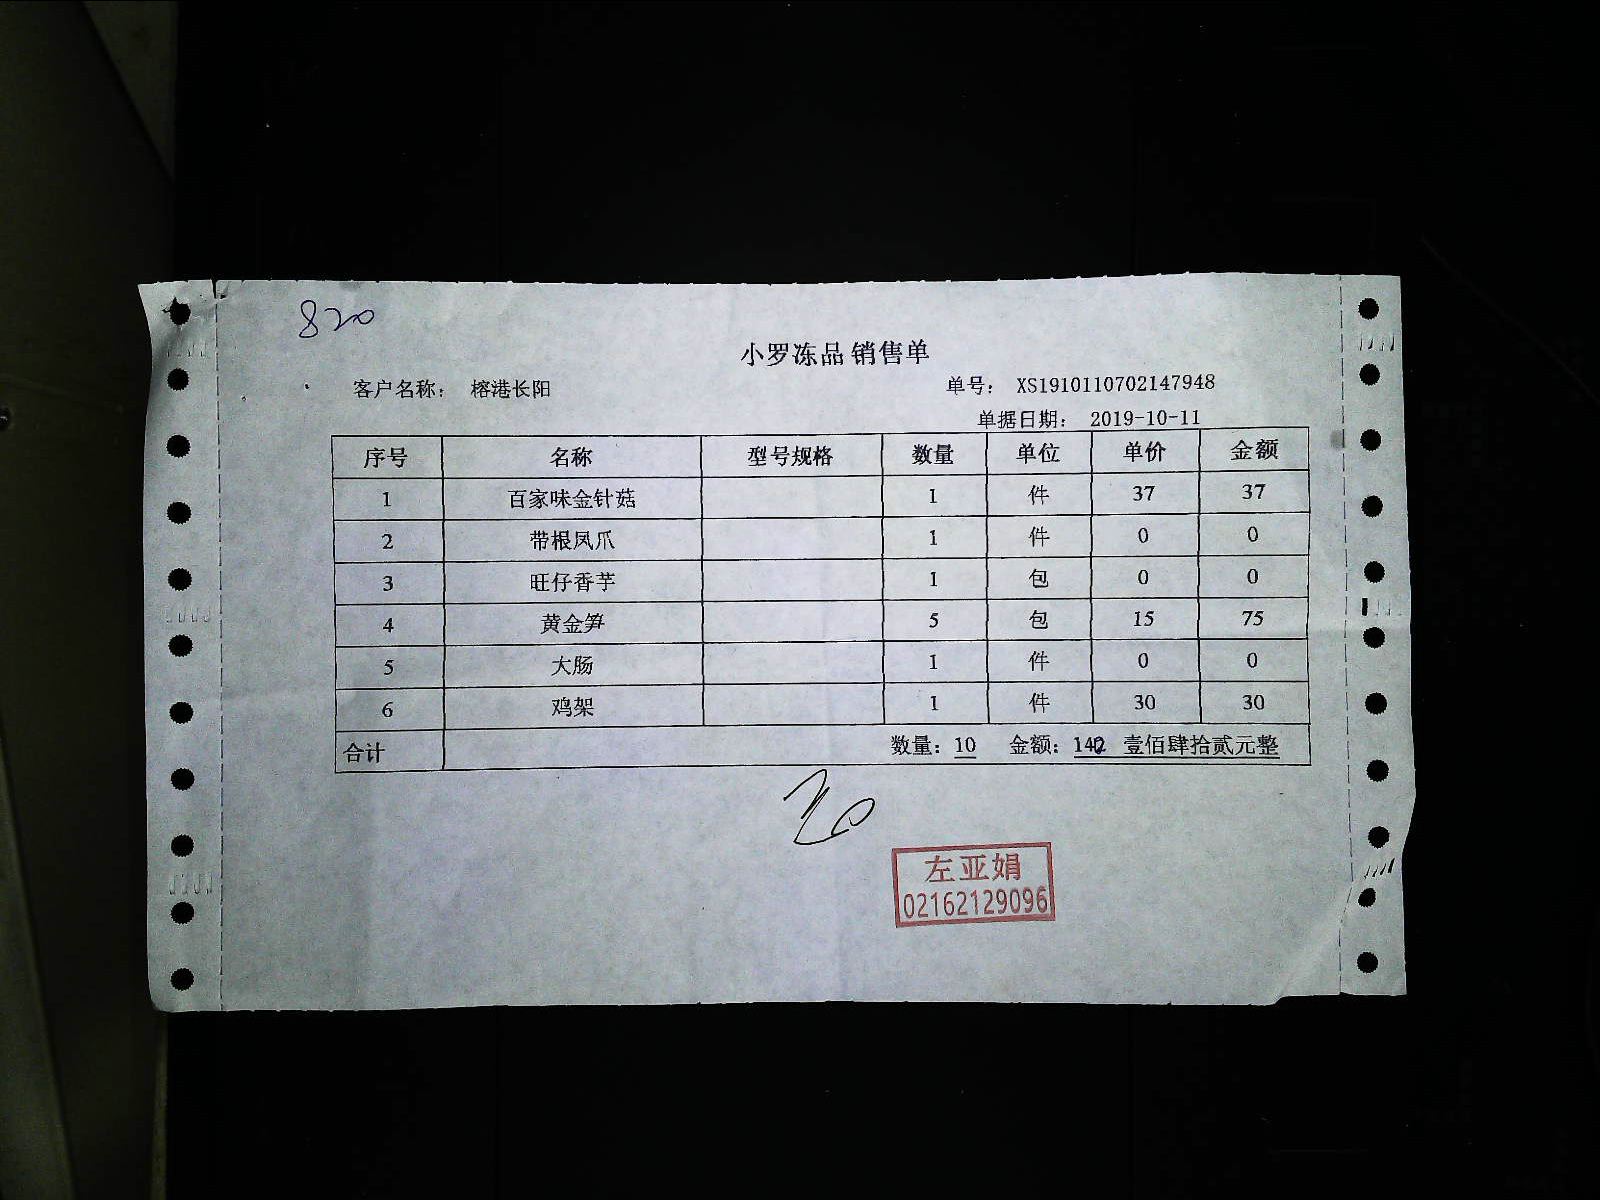 820
小罗冻品 销售单
客户名称： 榕港长阳 单号： XS1910110702147948
单据日期： 2019-10-11
序号 名称 型号规格 数量 单位 单价 金额
1 百家味金针菇 1 件 37 37
2 带根凤爪 1 件 0 0
3 旺仔香芋 1 包 0 0
4 黄金笋 5 包 15 75
5 大肠 1 件 0 0
6 鸡架 1 件 30 30
合计 数量：10 金额：142 壹佰肆拾贰元整
左亚娟
02162129096